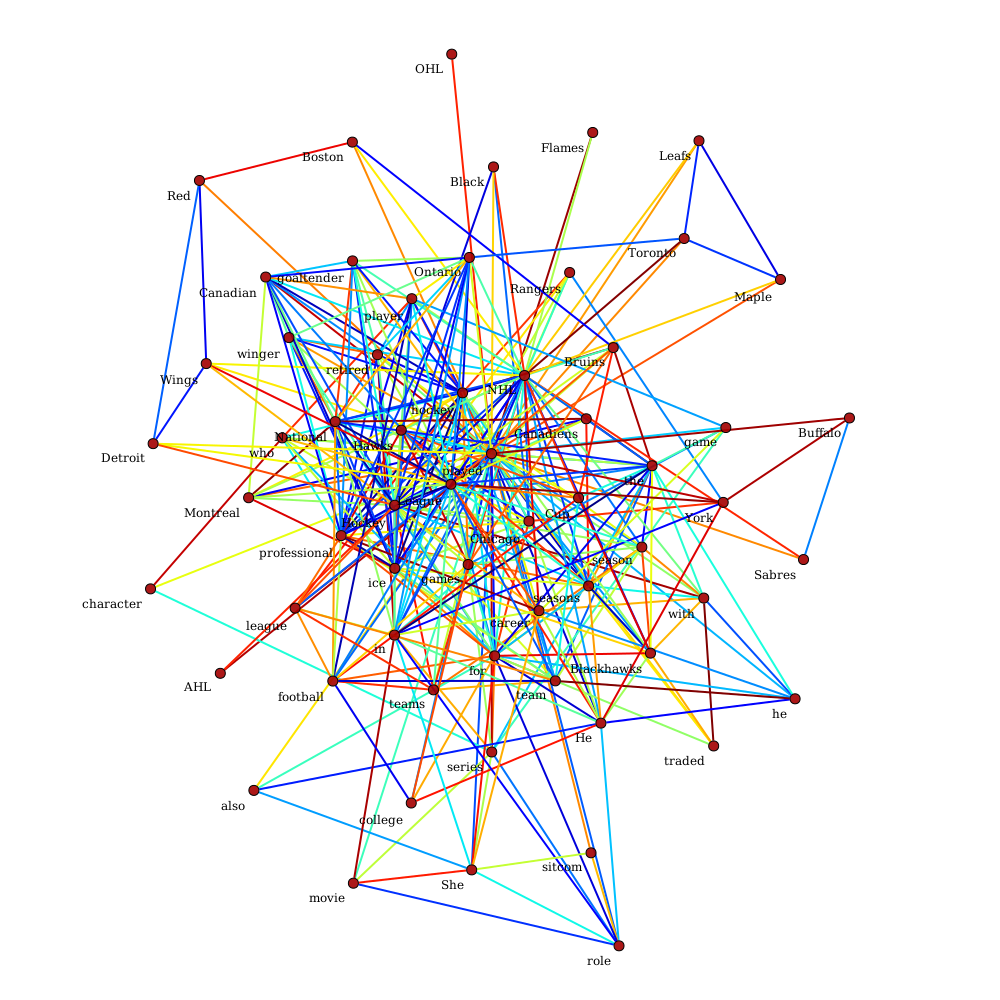 OHL
Flames
Boston
Leafs
Black
Red
Toronto
Ontario
goaltender
Rangers
Canadian
Maple
player
winger
Bruins
retired
Wings
NHL
hockey
Canadiens
Buffalo
National
game
Hawks
who
Detroit
played
the
league
Montreal
Cup
York
Hockey
Chicago
professional
season
Sabres
games
ice
seasons
character
with
career
league
in
Blackhawks
for
AHL
team
football
teams
he
He
traded
series
also
college
sitcom
She
movie
role